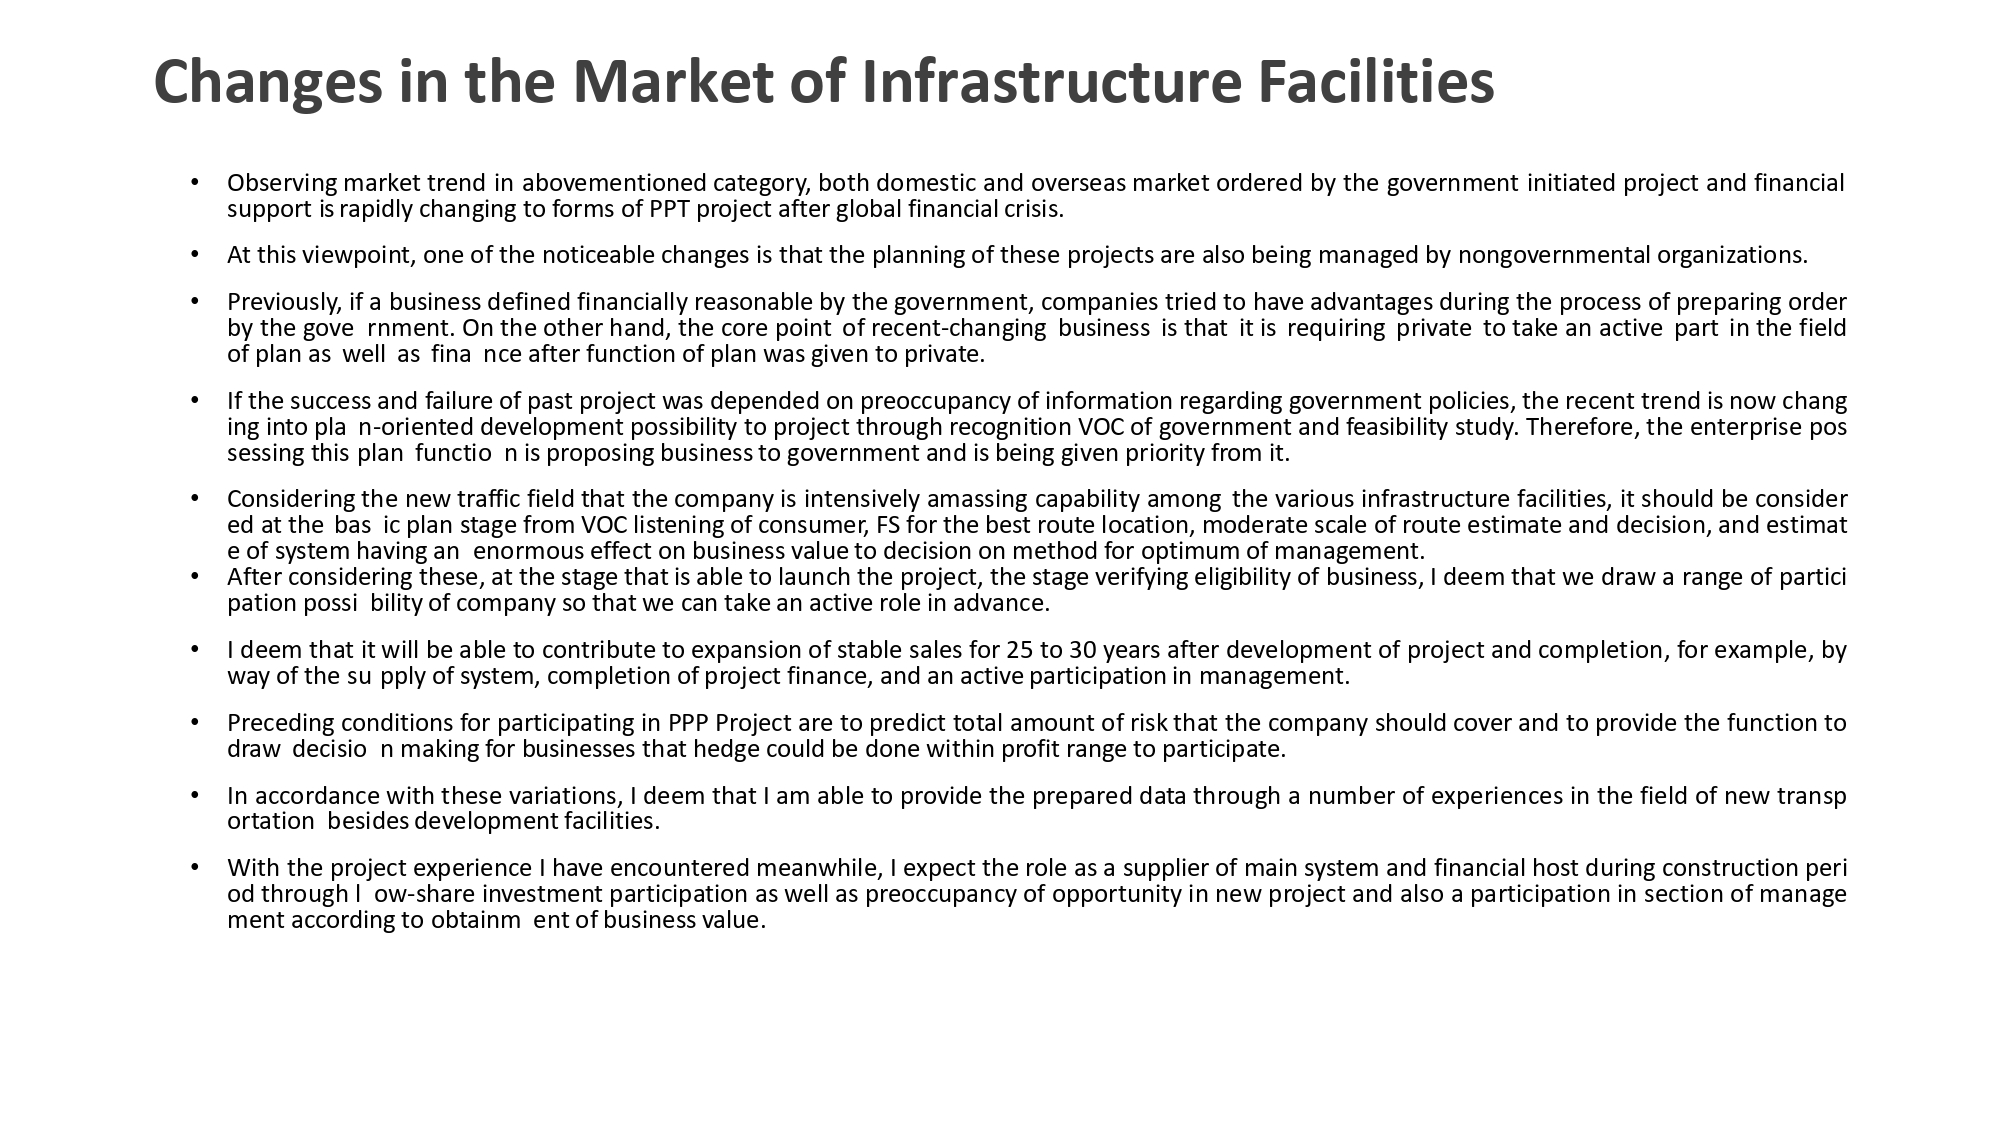 Changes in the Market of Infrastructure Facilities
• Observing market trend in abovementioned category, both domestic and overseas market ordered by the government initiated project and financial
support is rapidly changing to forms of PPT project after global financial crisis.
• At this viewpoint, one of the noticeable changes is that the planning of these projects are also being managed by nongovernmental organizations.
• Previously, if a business defined financially reasonable by the government, companies tried to have advantages during the process of preparing order
by the gove rnment. On the other hand, the core point of recent-changing business is that it is requiring private to take an active part in the field
of plan as well as fina nce after function of plan was given to private.
• If the success and failure of past project was depended on preoccupancy of information regarding government policies, the recent trend is now chang
ing into pla n-oriented development possibility to project through recognition VOC of government and feasibility study. Therefore, the enterprise pos
sessing this plan functio n is proposing business to government and is being given priority from it.
• Considering the new traffic field that the company is intensively amassing capability among the various infrastructure facilities, it should be consider
ed at the bas ic plan stage from VOC listening of consumer, FS for the best route location, moderate scale of route estimate and decision, and estimat
e of system having an enormous effect on business value to decision on method for optimum of management.
• After considering these, at the stage that is able to launch the project, the stage verifying eligibility of business, I deem that we draw a range of partici
pation possi bility of company so that we can take an active role in advance.
• I deem that it will be able to contribute to expansion of stable sales for 25 to 30 years after development of project and completion, for example, by
way of the su pply of system, completion of project finance, and an active participation in management.
• Preceding conditions for participating in PPP Project are to predict total amount of risk that the company should cover and to provide the function to
draw decisio n making for businesses that hedge could be done within profit range to participate.
• In accordance with these variations, I deem that I am able to provide the prepared data through a number of experiences in the field of new transp
ortation besides development facilities.
• With the project experience I have encountered meanwhile, I expect the role as a supplier of main system and financial host during construction peri
od through l ow-share investment participation as well as preoccupancy of opportunity in new project and also a participation in section of manage
ment according to obtainm ent of business value.